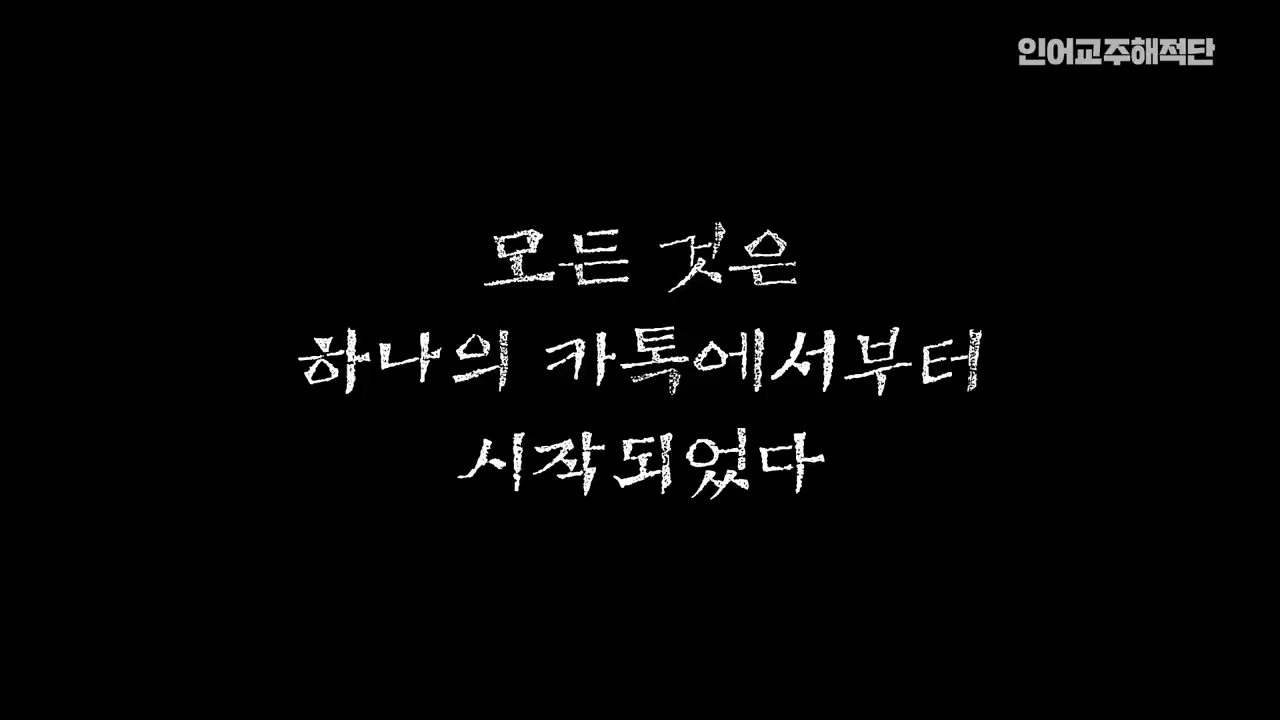 인어교주해적단
모든 것은
하나의 카톡에서부터
시작되었다